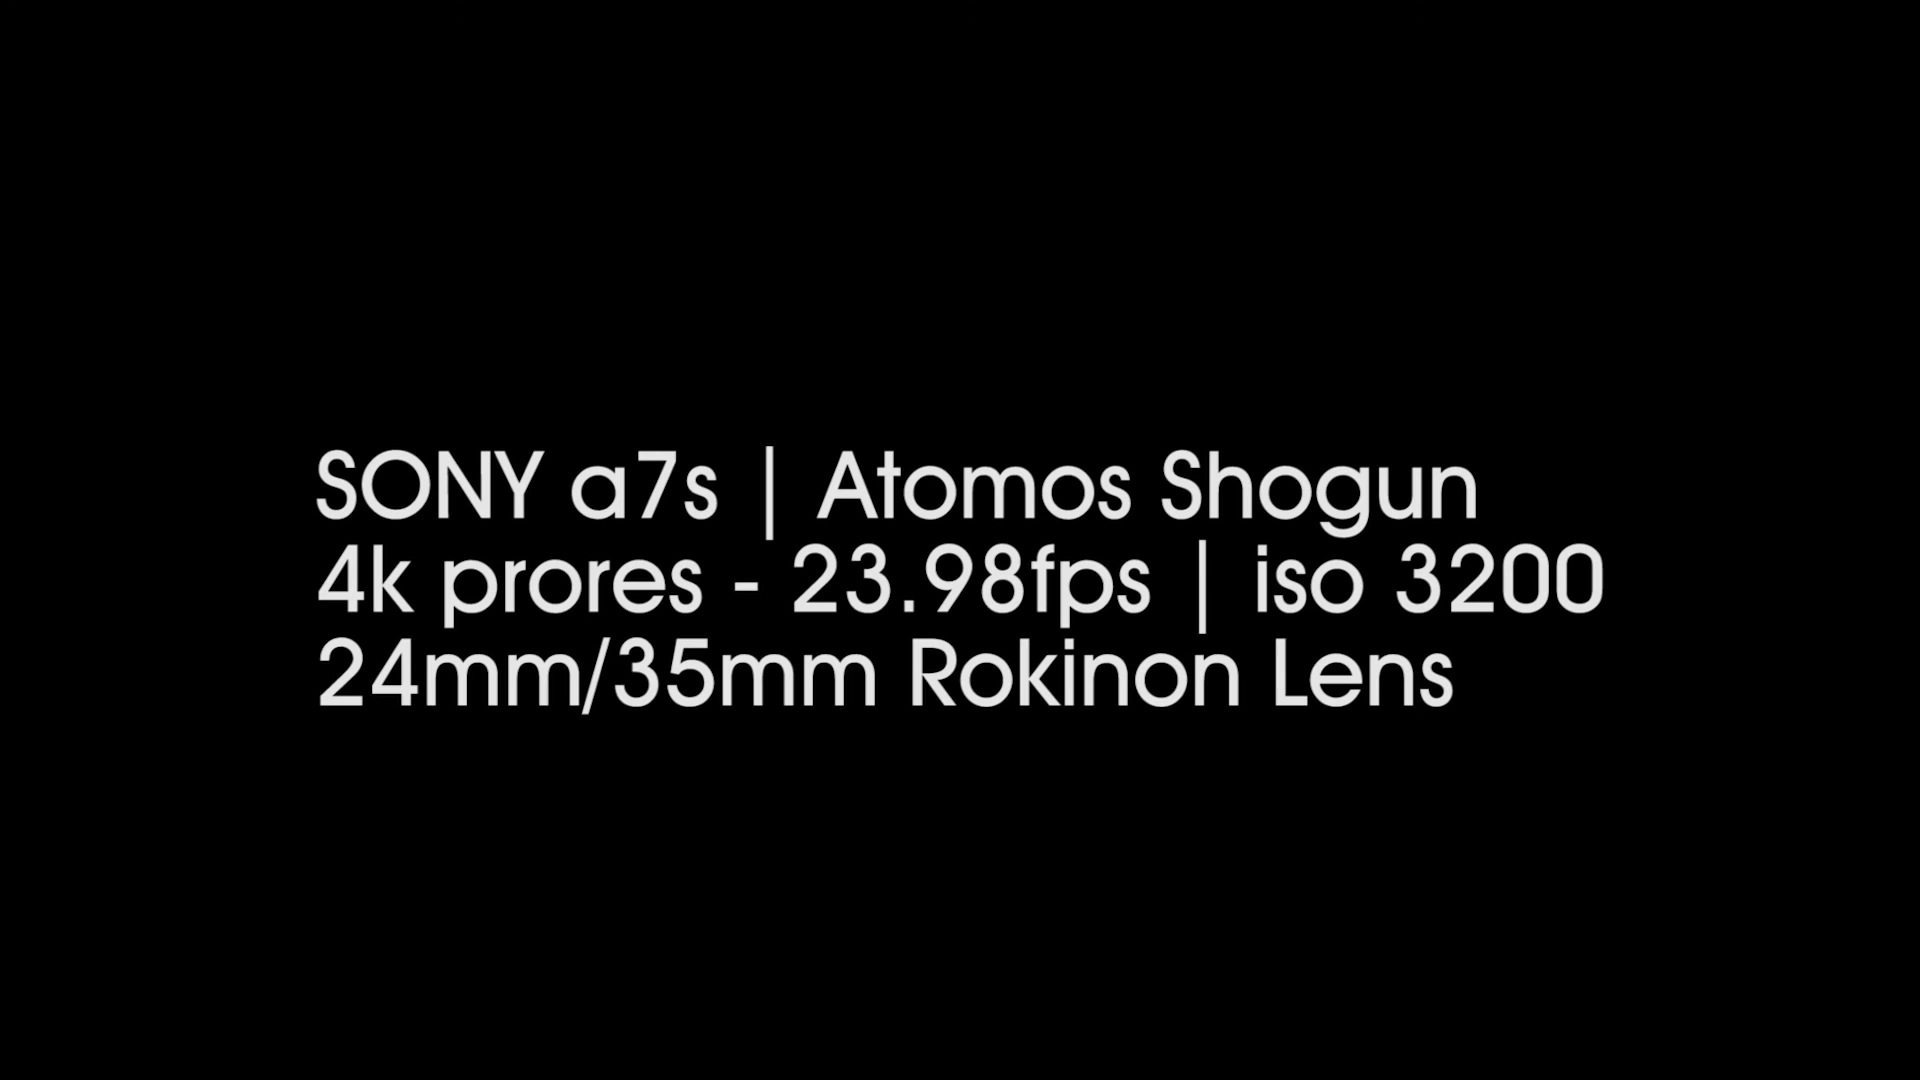 SONY a7s | Atomos Shogun
4k prores - 23.98fps | iso 3200
24mm/35mm Rokinon Lens